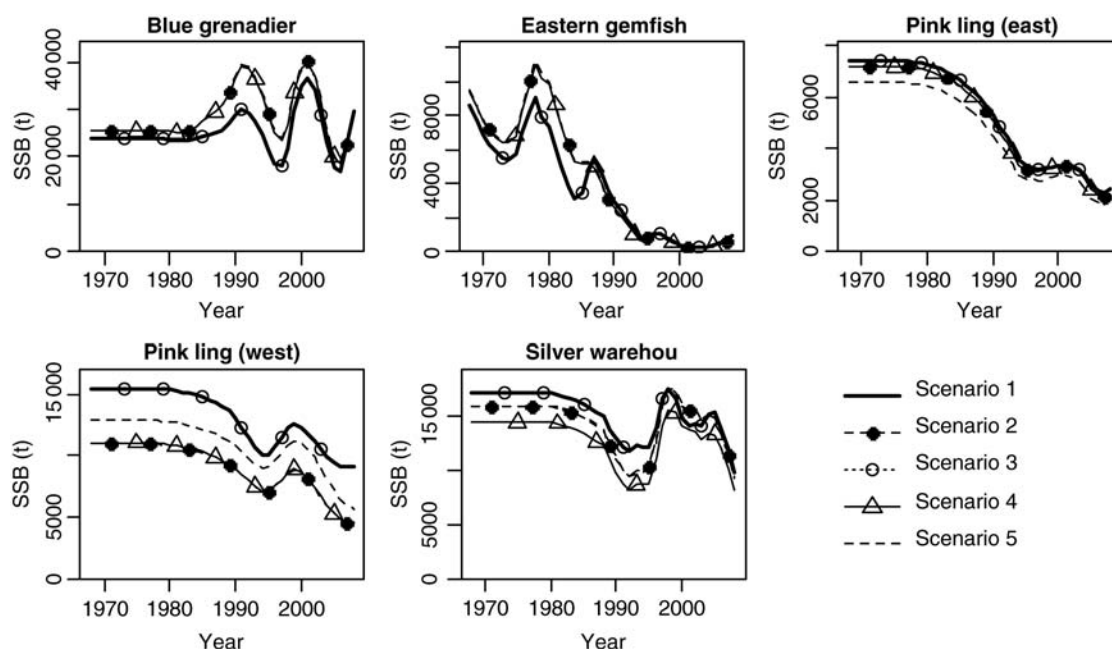 Blue grenadier
SSB (t)
0
20 000
40 000
1970 1980 1990 2000
Year
Eastern gemfish
SSB (t)
0
4000
8000
1970 1980 1990 2000
Year
Pink ling (east)
SSB (t)
0
2000
6000
1970 1980 1990 2000
Year
Pink ling (west)
SSB (t)
0
5000
15 000
1970 1980 1990 2000
Year
Silver warehou
SSB (t)
0
5000
15 000
1970 1980 1990 2000
Year
Scenario 1
Scenario 2
Scenario 3
Scenario 4
Scenario 5